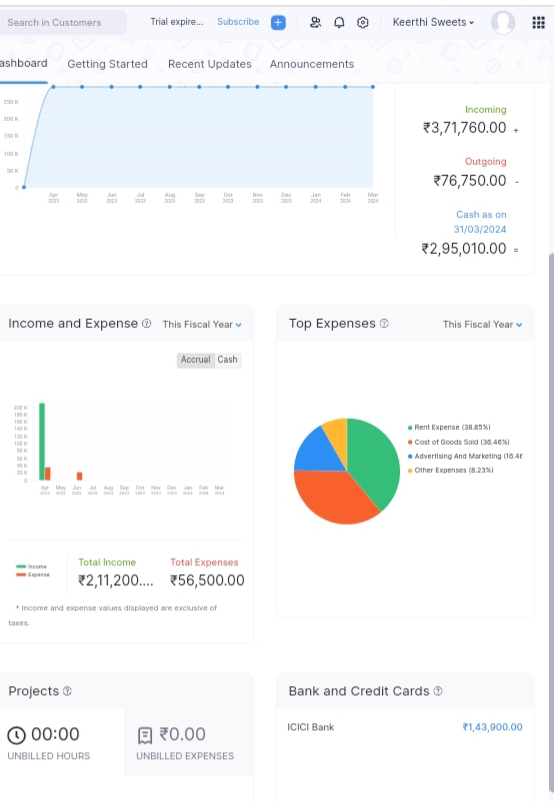 Search in Customers
Trial expire...
Subscribe
Keerthi Sweets
ashboard
Getting Started
Recent Updates
Announcements
250 K
200 K
150 K
100 K
50 K
0
Apr 2023
May 2023
Jun 2023
Jul 2023
Aug 2023
Sep 2023
Oct 2023
Nov 2023
Dec 2023
Jan 2024
Feb 2024
Mar 2024
Incoming
₹3,71,760.00 +
Outgoing
₹76,750.00 -
Cash as on
31/03/2024
₹2,95,010.00 =
Income and Expense
This Fiscal Year
Accrual Cash
200 K
180 K
160 K
140 K
120 K
100 K
80 K
60 K
40 K
20 K
0
Apr 2023
May 2023
Jun 2023
Jul 2023
Aug 2023
Sep 2023
Oct 2023
Nov 2023
Dec 2023
Jan 2024
Feb 2024
Mar 2024
Income
Expense
Total Income
₹2,11,200....
Total Expenses
₹56,500.00
* Income and expense values displayed are exclusive of
taxes.
Top Expenses
This Fiscal Year
Rent Expense (38.85%)
Cost of Goods Sold (36.46%)
Advertising And Marketing (16.46
Other Expenses (8.23%)
Projects
00:00
UNBILLED HOURS
₹0.00
UNBILLED EXPENSES
Bank and Credit Cards
ICICI Bank
₹1,43,900.00